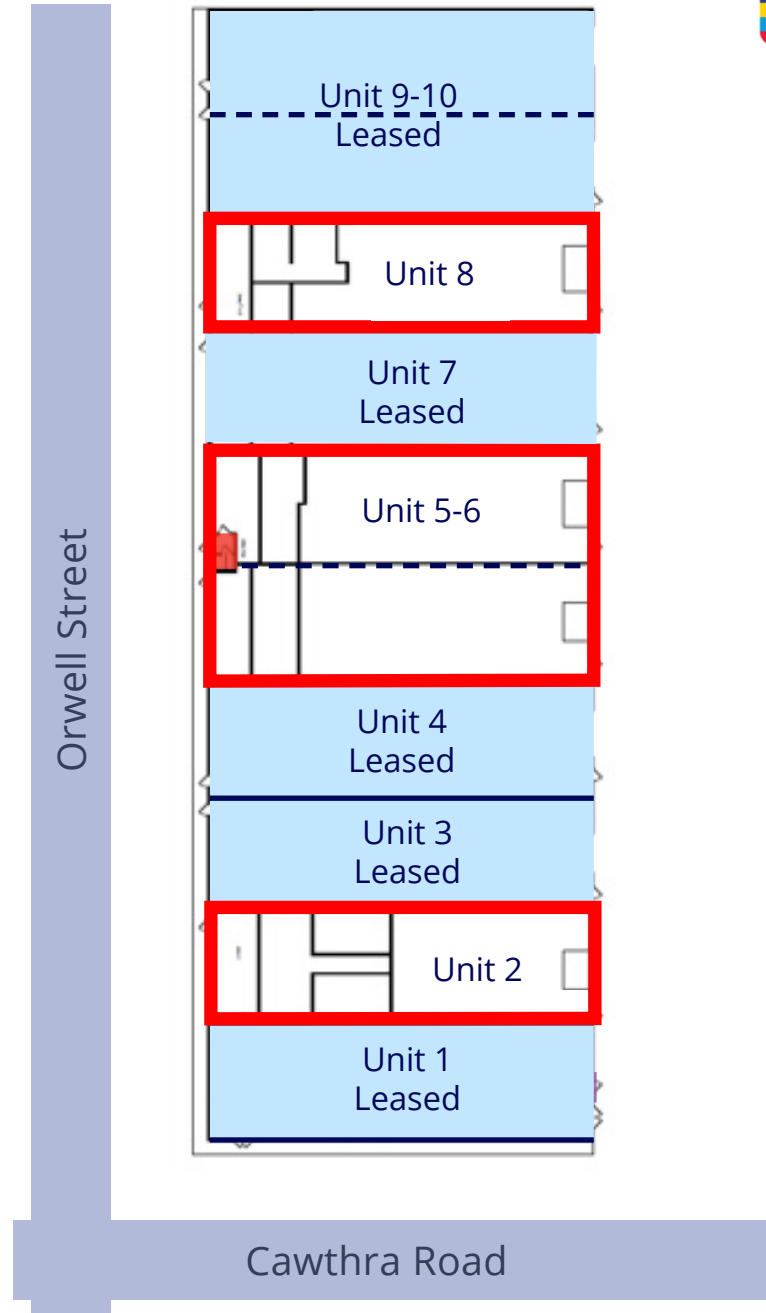 Unit 9-10
Leased
Unit 8
Unit 7
Leased
Unit 5-6
Orwell Street
Unit 4
Leased
Unit 3
Leased
Unit 2
Unit 1
Leased
Cawthra Road